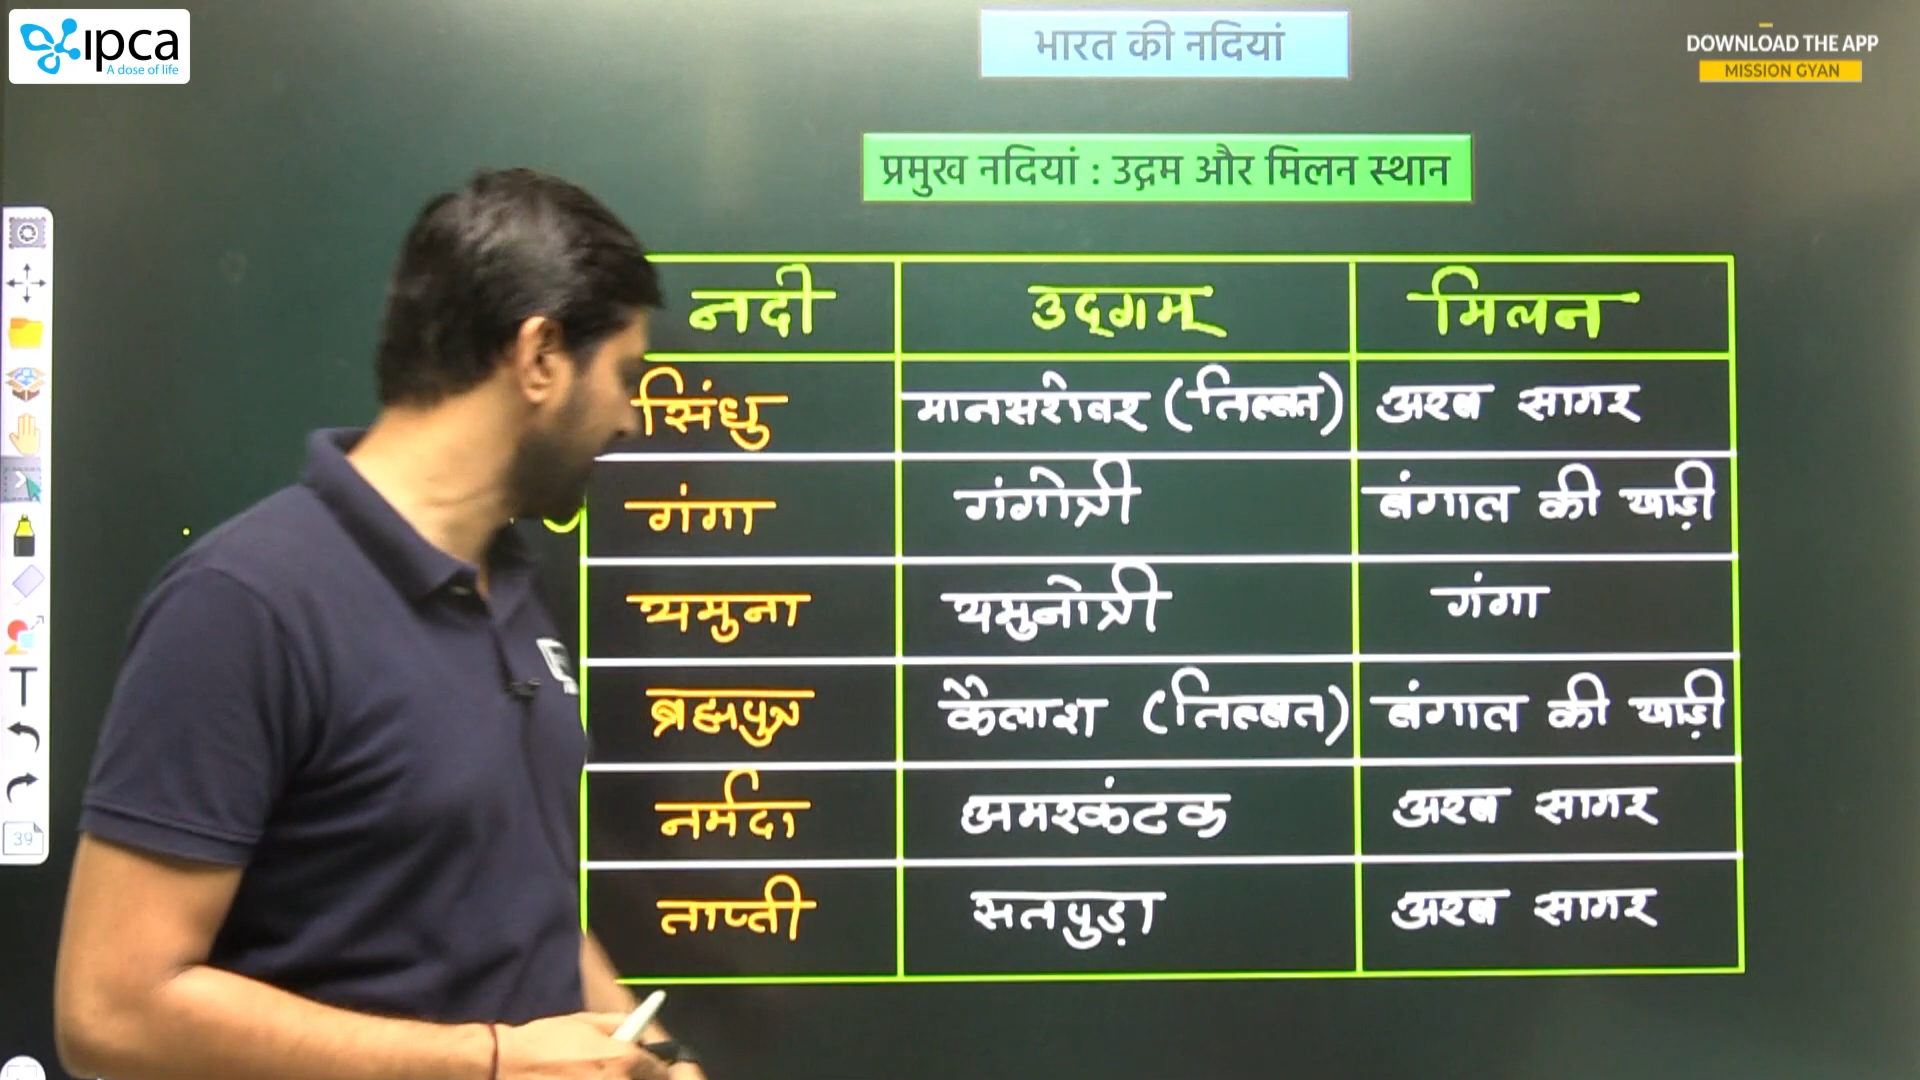 ipca
A dose of life
भारत की नदियां
DOWNLOAD THE APP
MISSION GYAN
प्रमुख नदियां : उद्गम और मिलन स्थान
नदी उद्गम् मिलन
सिंधु मानसरोवर (तिब्बत) अरब सागर
गंगा गंगोत्री बंगाल की खाड़ी
यमुना यमुनोत्री गंगा
ब्रह्मपुत्र कैलाश (तिब्बत) बंगाल की खाड़ी
नर्मदा अमरकंटक अरब सागर
ताप्ती सतपुड़ा अरब सागर
T
39